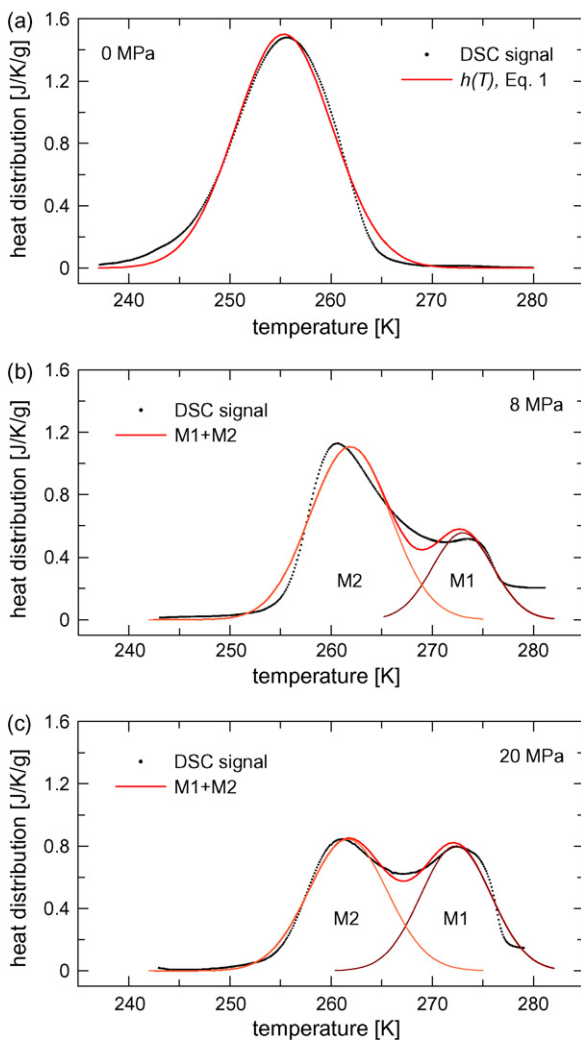 (a)
1.6
1.2
0.8
0.4
0
heat distribution [J/K/g]
0 MPa
DSC signal
h(T), Eq. 1
240 250 260 270 280
temperature [K]
(b)
1.6
1.2
0.8
0.4
0
heat distribution [J/K/g]
DSC signal
M1+M2
8 MPa
M2 M1
240 250 260 270 280
temperature [K]
(c)
1.6
1.2
0.8
0.4
0
heat distribution [J/K/g]
DSC signal
M1+M2
20 MPa
M2 M1
240 250 260 270 280
temperature [K]